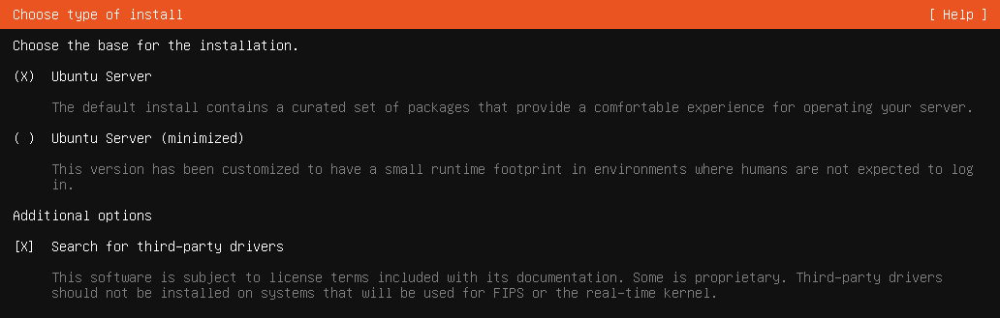 Choose type of install [ Help ]
Choose the base for the installation.
(X) Ubuntu Server
The default install contains a curated set of packages that provide a comfortable experience for operating your server.
( ) Ubuntu Server (minimized)
This version has been customized to have a small runtime footprint in environments where humans are not expected to log
in.
Additional options
[X] Search for third-party drivers
This software is subject to license terms included with its documentation. Some is proprietary. Third-party drivers
should not be installed on systems that will be used for FIPS or the real-time kernel.